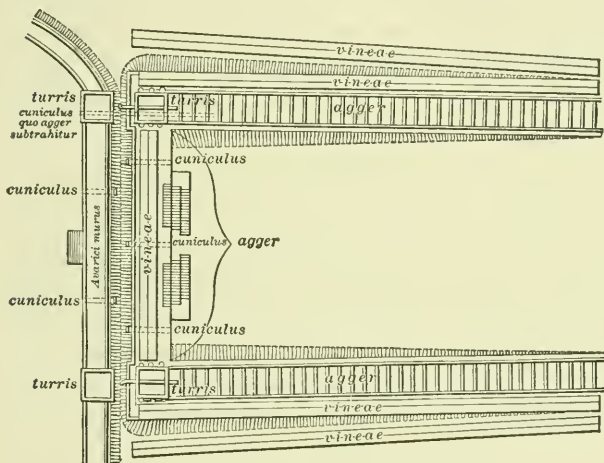 vineae
vineae
turris
turris
cuniculus
quo agger
subtrahitur
agger
cuniculus
cuniculus
Avarici murus
vineae
cuniculus
agger
cuniculus
cuniculus
turris
turris
agger
vineae
vineae